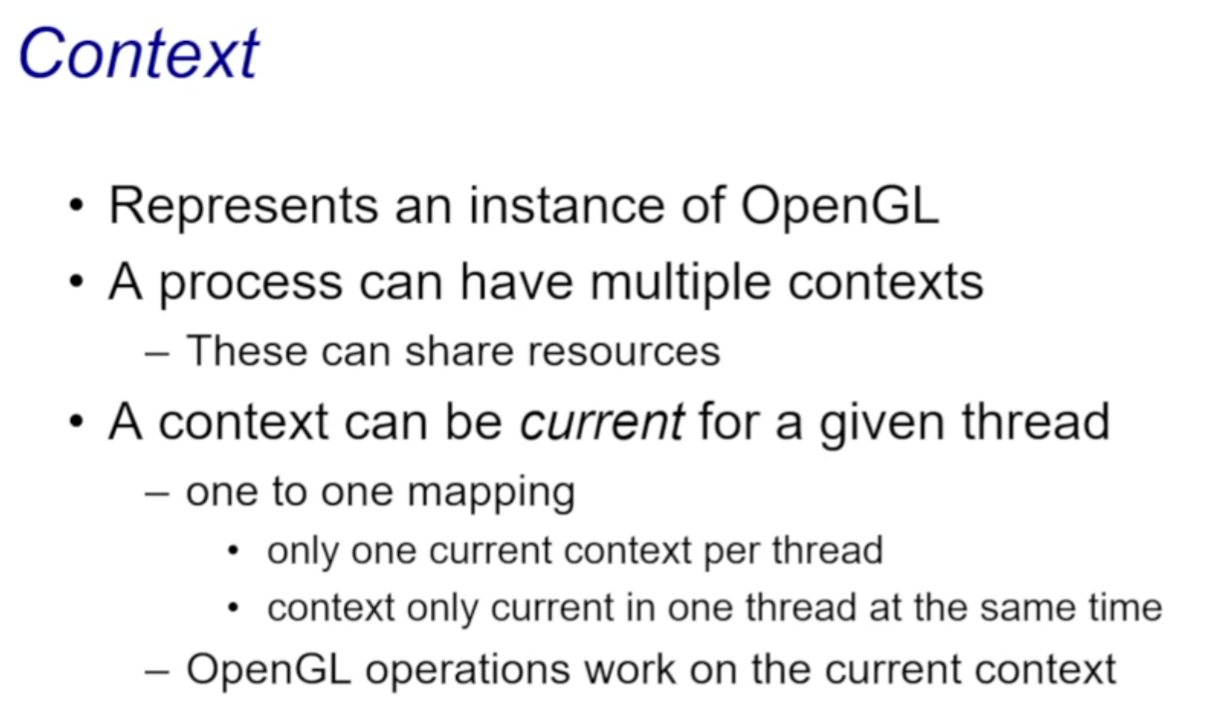 Context
• Represents an instance of OpenGL
• A process can have multiple contexts
– These can share resources
• A context can be current for a given thread
– one to one mapping
• only one current context per thread
• context only current in one thread at the same time
– OpenGL operations work on the current context